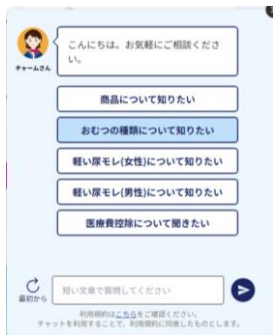 こんにちは。お気軽にご相談くださ
い。
チャームさん
商品について知りたい
おむつの種類について知りたい
軽い尿モレ(女性)について知りたい
軽い尿モレ(男性)について知りたい
医療費控除について聞きたい
最初から
短い文章で質問してください
利用規約はこちらをご確認ください。
チャットを利用することで、利用規約に同意したものとします。